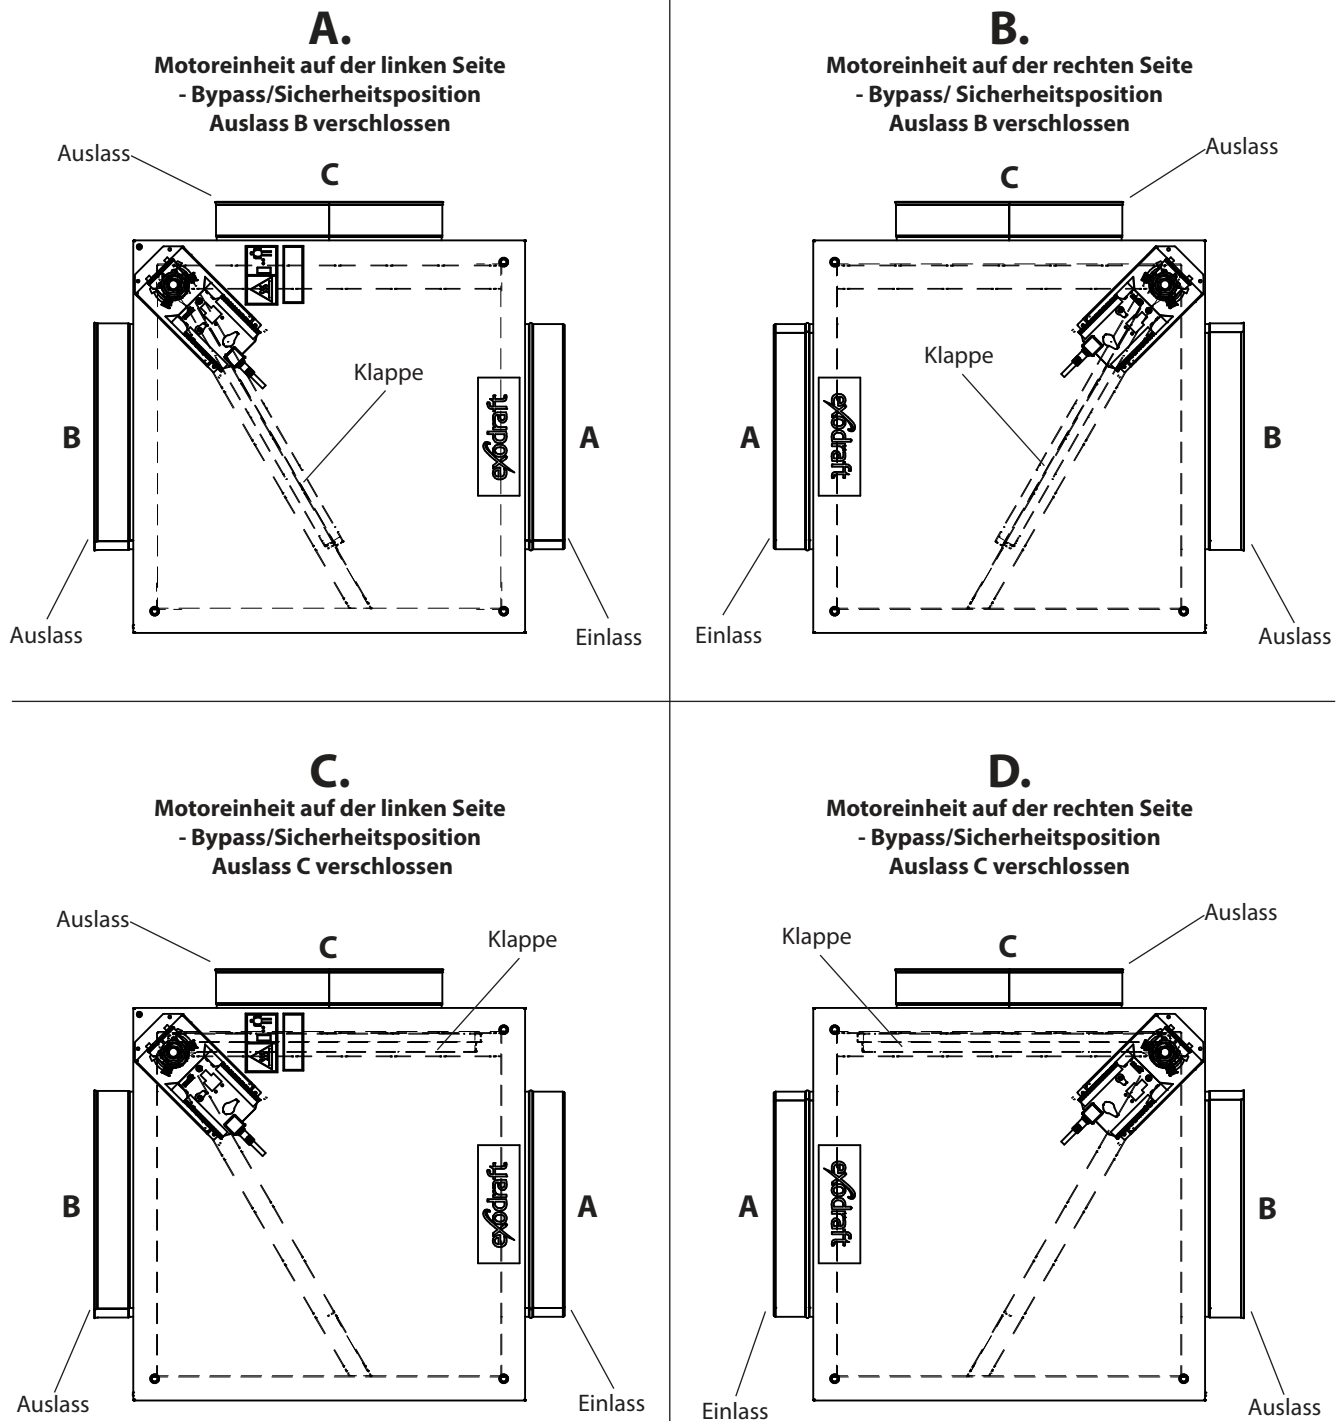 A.
Motoreinheit auf der linken Seite
- Bypass/Sicherheitsposition
Auslass B verschlossen
Auslass
C
Klappe
B
exodraft
A
Auslass
Einlass
B.
Motoreinheit auf der rechten Seite
- Bypass/ Sicherheitsposition
Auslass B verschlossen
Auslass
C
Klappe
A
exodraft
B
Einlass
Auslass
C.
Motoreinheit auf der linken Seite
- Bypass/Sicherheitsposition
Auslass C verschlossen
Auslass
C
Klappe
B
exodraft
A
Auslass
Einlass
D.
Motoreinheit auf der rechten Seite
- Bypass/Sicherheitsposition
Auslass C verschlossen
Auslass
Klappe
C
A
exodraft
B
Einlass
Auslass